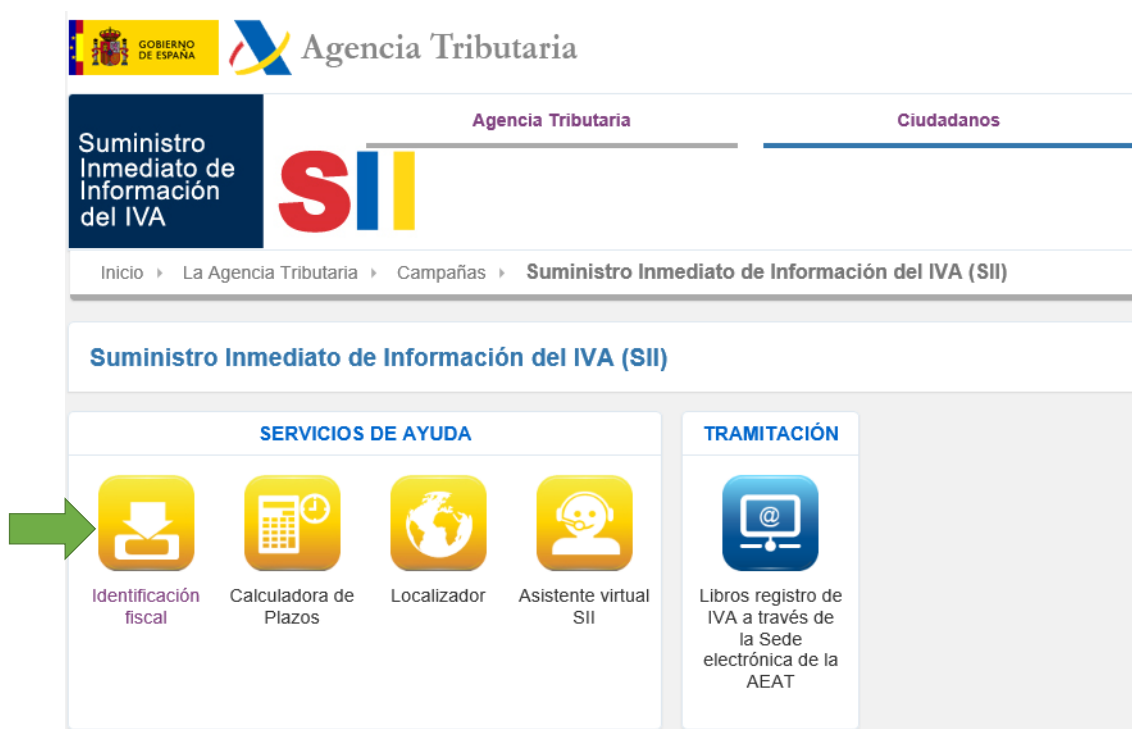 GOBIERNO
DE ESPAÑA
Agencia Tributaria
Suministro
Inmediato de
Información
del IVA
SII
Agencia Tributaria
Ciudadanos
Inicio La Agencia Tributaria Campañas Suministro Inmediato de Información del IVA (SII)
Suministro Inmediato de Información del IVA (SII)
SERVICIOS DE AYUDA
Identificación
fiscal
Calculadora de
Plazos
Localizador
Asistente virtual
SII
TRAMITACIÓN
@
Libros registro de
IVA a través de
la Sede
electrónica de la
AEAT